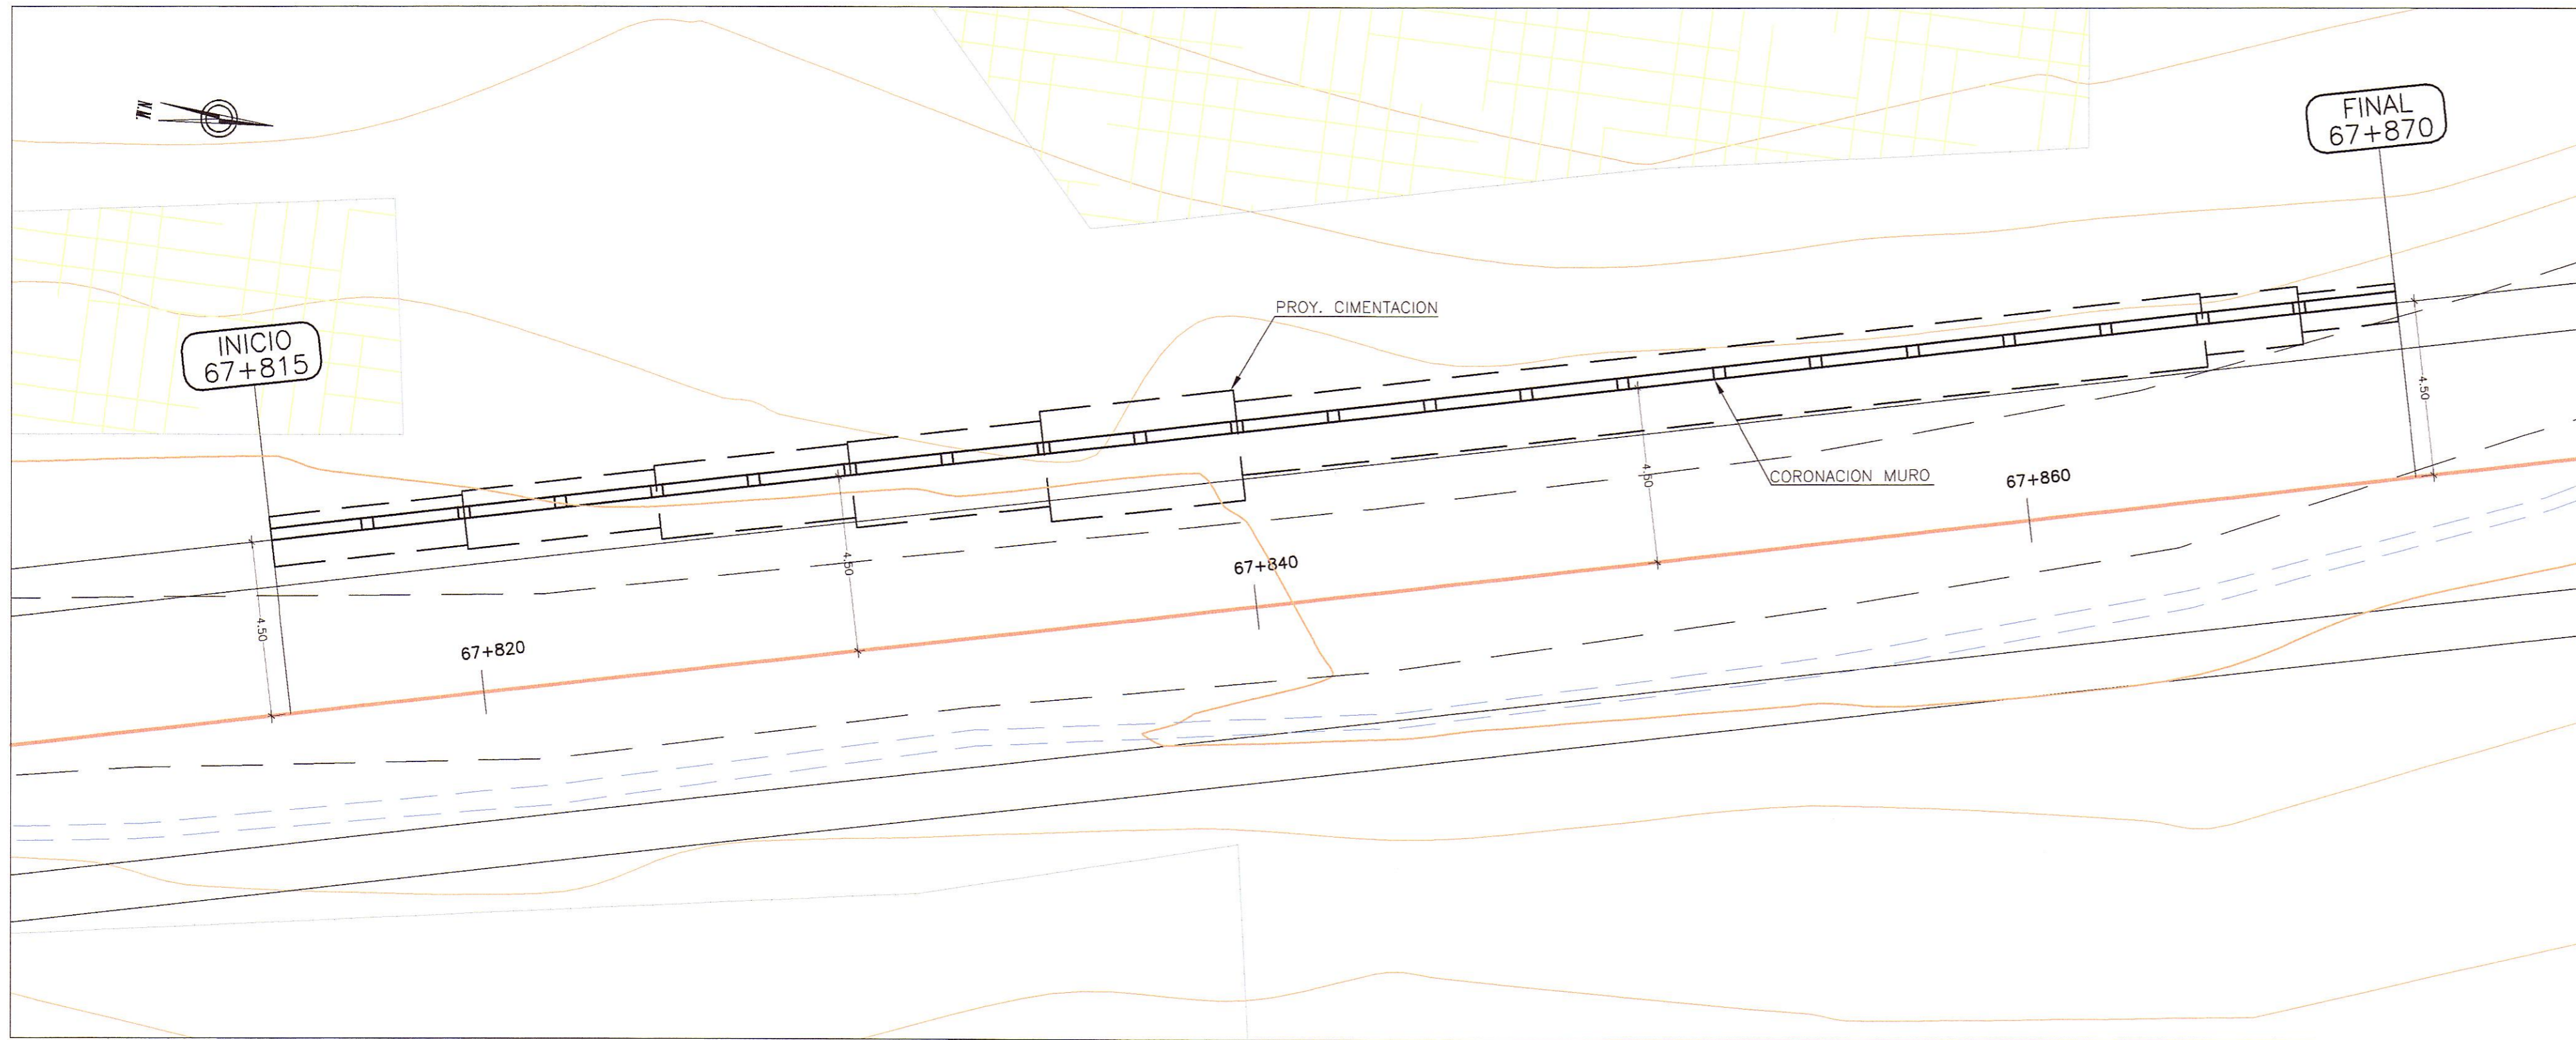 N.M.
FINAL
67+870
INICIO
67+815
PROY. CIMENTACION
CORONACION MURO
4.50
4.50
4.50
4.50
67+820
67+840
67+860